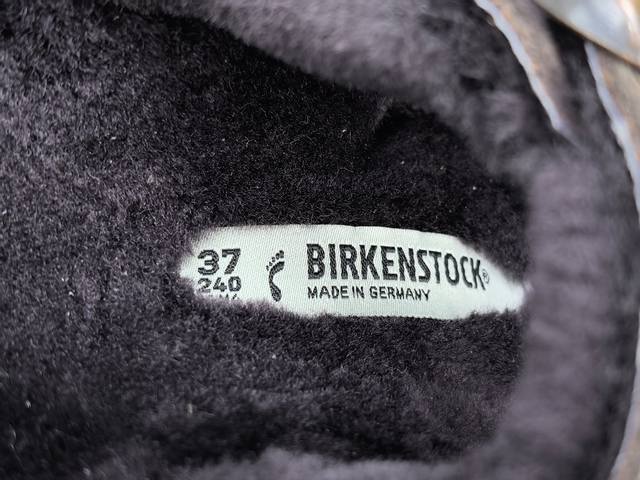 37
240
BIRKENSTOCK®
MADE IN GERMANY